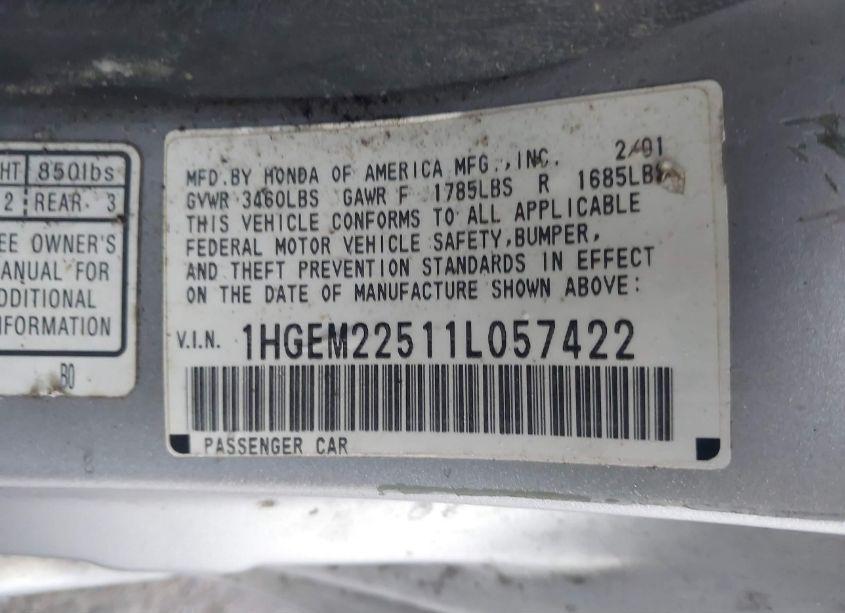 HT 850lbs
2 REAR 3
EE OWNER'S
ANUAL FOR
DDITIONAL
NFORMATION
BO
MFD.BY HONDA OF AMERICA MFG.,INC. 2/01
GVWR 3460LBS GAWR F 1785LBS R 1685LBS
THIS VEHICLE CONFORMS TO ALL APPLICABLE
FEDERAL MOTOR VEHICLE SAFETY,BUMPER,
AND THEFT PREVENTION STANDARDS IN EFFECT
ON THE DATE OF MANUFACTURE SHOWN ABOVE:
V.I.N. 1HGEM22511L057422
PASSENGER CAR